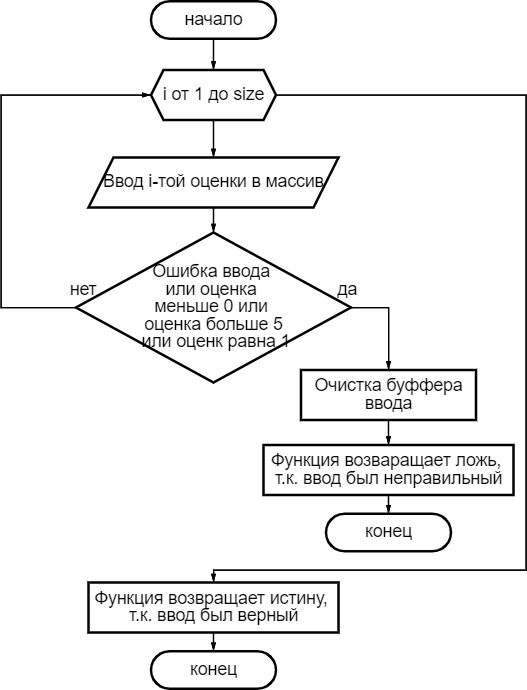 начало
i от 1 до size
Ввод i-той оценки в массив
нет
Ошибка ввода
или оценка
меньше 0 или
оценка больше 5
или оценк равна 1
да
Очистка буффера
ввода
Функция возваращает ложь,
т.к. ввод был неправильный
конец
Функция возвращает истину,
т.к. ввод был верный
конец